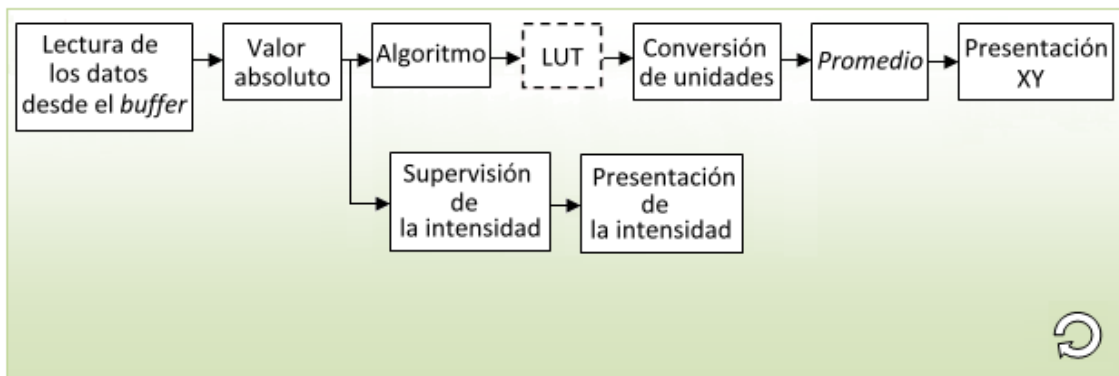 Lectura de
los datos
desde el buffer
Valor
absoluto
Algoritmo
LUT
Conversión
de unidades
Promedio
Presentación
XY
Supervisión
de
la intensidad
Presentación
de
la intensidad